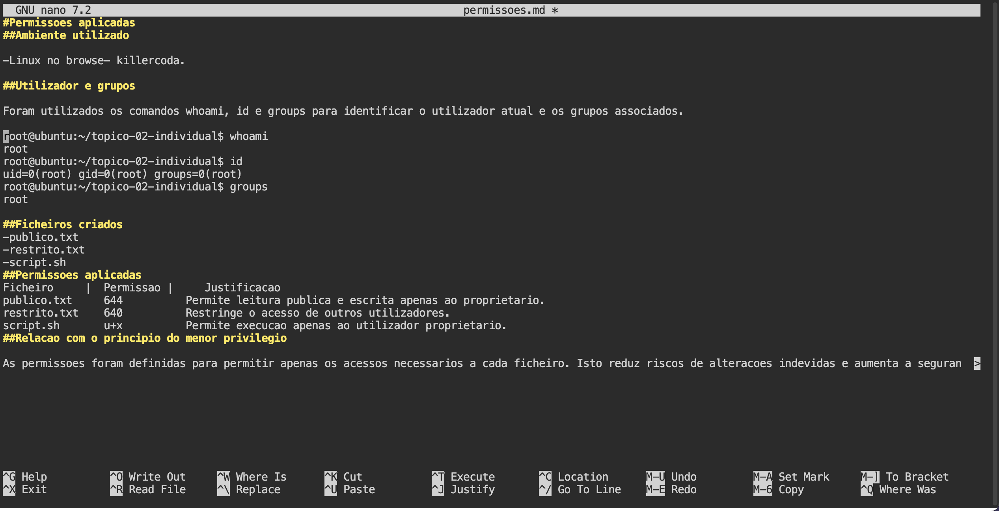 GNU nano 7.2 permissoes.md *
#Permissoes aplicadas
##Ambiente utilizado
-Linux no browse- killercoda.
##Utilizador e grupos
Foram utilizados os comandos whoami, id e groups para identificar o utilizador atual e os grupos associados.
root@ubuntu:~/topico-02-individual$ whoami
root
root@ubuntu:~/topico-02-individual$ id
uid=0(root) gid=0(root) groups=0(root)
root@ubuntu:~/topico-02-individual$ groups
root
##Ficheiros criados
-publico.txt
-restrito.txt
-script.sh
##Permissoes aplicadas
Ficheiro | Permissao | Justificacao
publico.txt 644 Permite leitura publica e escrita apenas ao proprietario.
restrito.txt 640 Restringe o acesso de outros utilizadores.
script.sh u+x Permite execucao apenas ao utilizador proprietario.
##Relacao com o principio do menor privilegio
As permissoes foram definidas para permitir apenas os acessos necessarios a cada ficheiro. Isto reduz riscos de alteracoes indevidas e aumenta a seguran >
^G Help ^O Write Out ^W Where Is ^K Cut ^T Execute ^C Location M-U Undo M-A Set Mark M-] To Bracket
^X Exit ^R Read File ^\ Replace ^U Paste ^J Justify ^/ Go To Line M-E Redo M-6 Copy ^Q Where Was